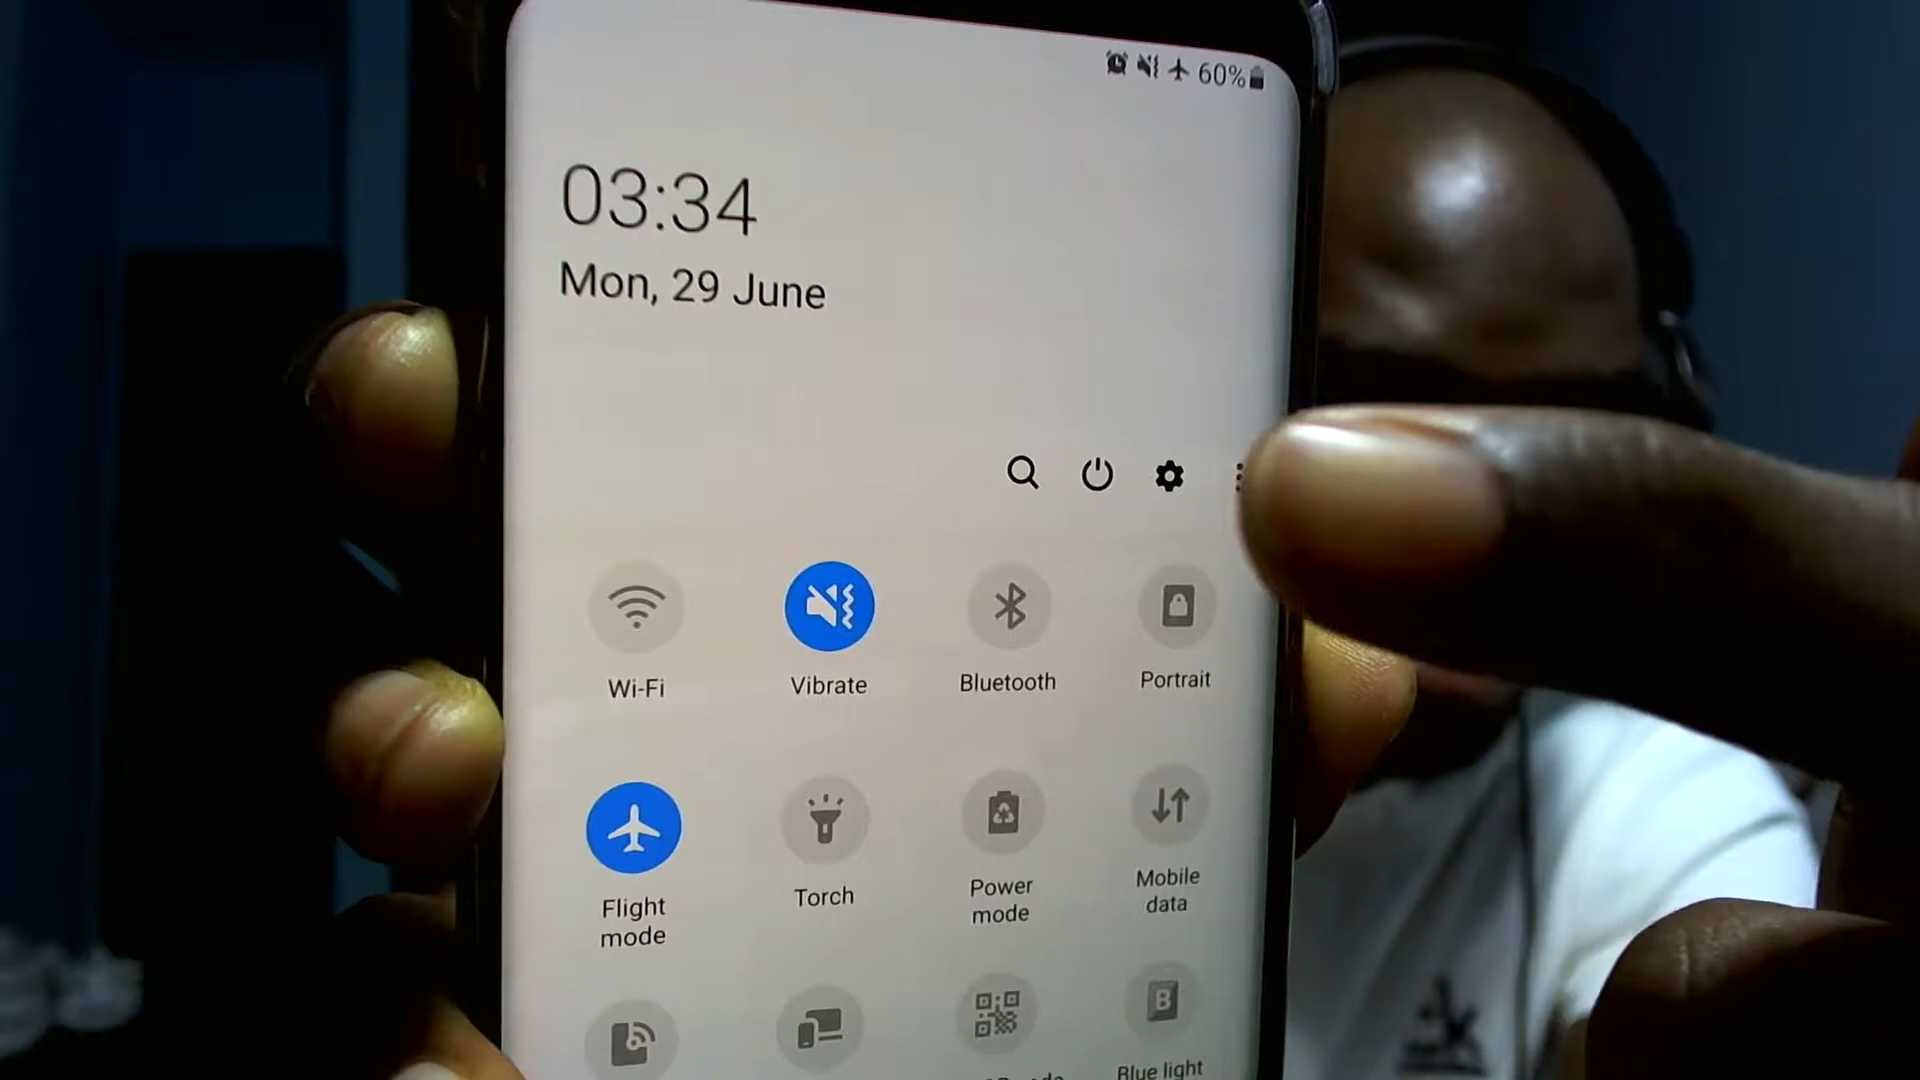 60%
03:34
Mon, 29 June
Wi-Fi
Vibrate
Bluetooth
Portrait
Flight
mode
Torch
Power
mode
Mobile
data
Blue light